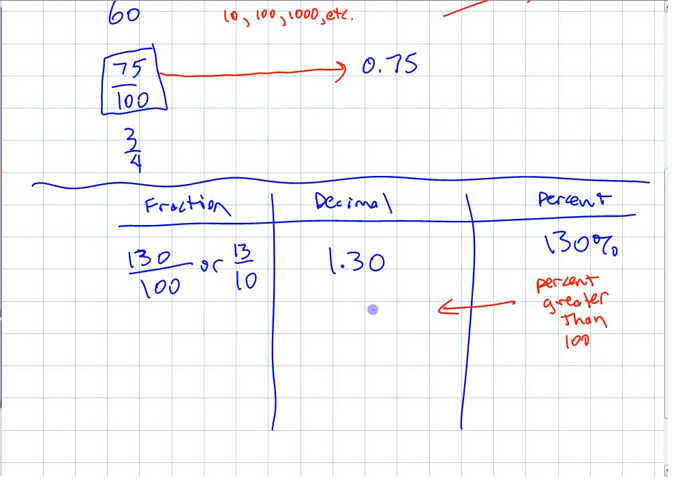 60
10, 100, 1000, etc.
75/100
0.75
3/4
Fraction Decimal Percent
130/100 or 13/10 1.30 130%
percent
greater
than
100